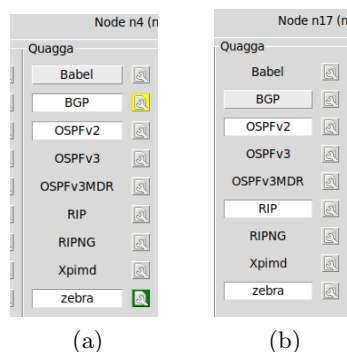 Node n4 (n
Quagga
Babel
BGP
OSPFv2
OSPFv3
OSPFv3MDR
RIP
RIPNG
Xpimd
zebra
(a)
Node n17 (n
Quagga
Babel
BGP
OSPFv2
OSPFv3
OSPFv3MDR
RIP
RIPNG
Xpimd
zebra
(b)